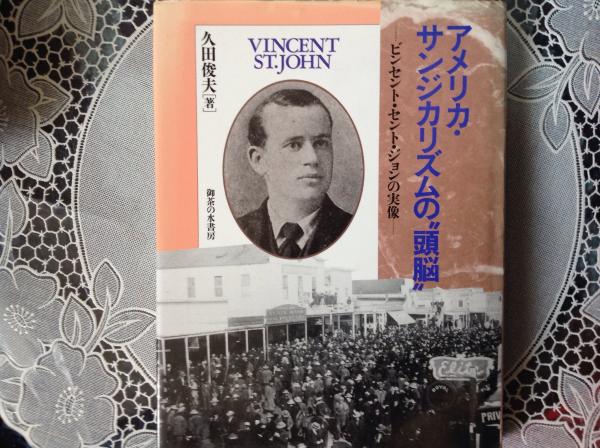 アメリカ・
サンジカリズムの〝頭脳〟
―ビンセント・セント・ジョンの実像―
VINCENT
ST.JOHN
久田俊夫[著]
御茶の水書房
Elite
PRIV